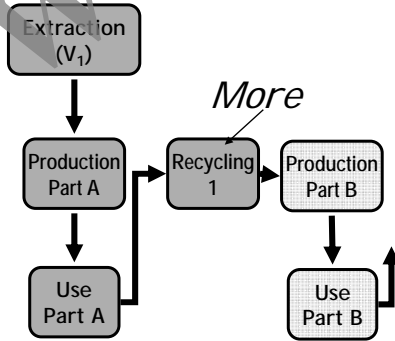 Extraction
(V₁)
More
Production
Part A
Recycling
1
Production
Part B
Use
Part A
Use
Part B